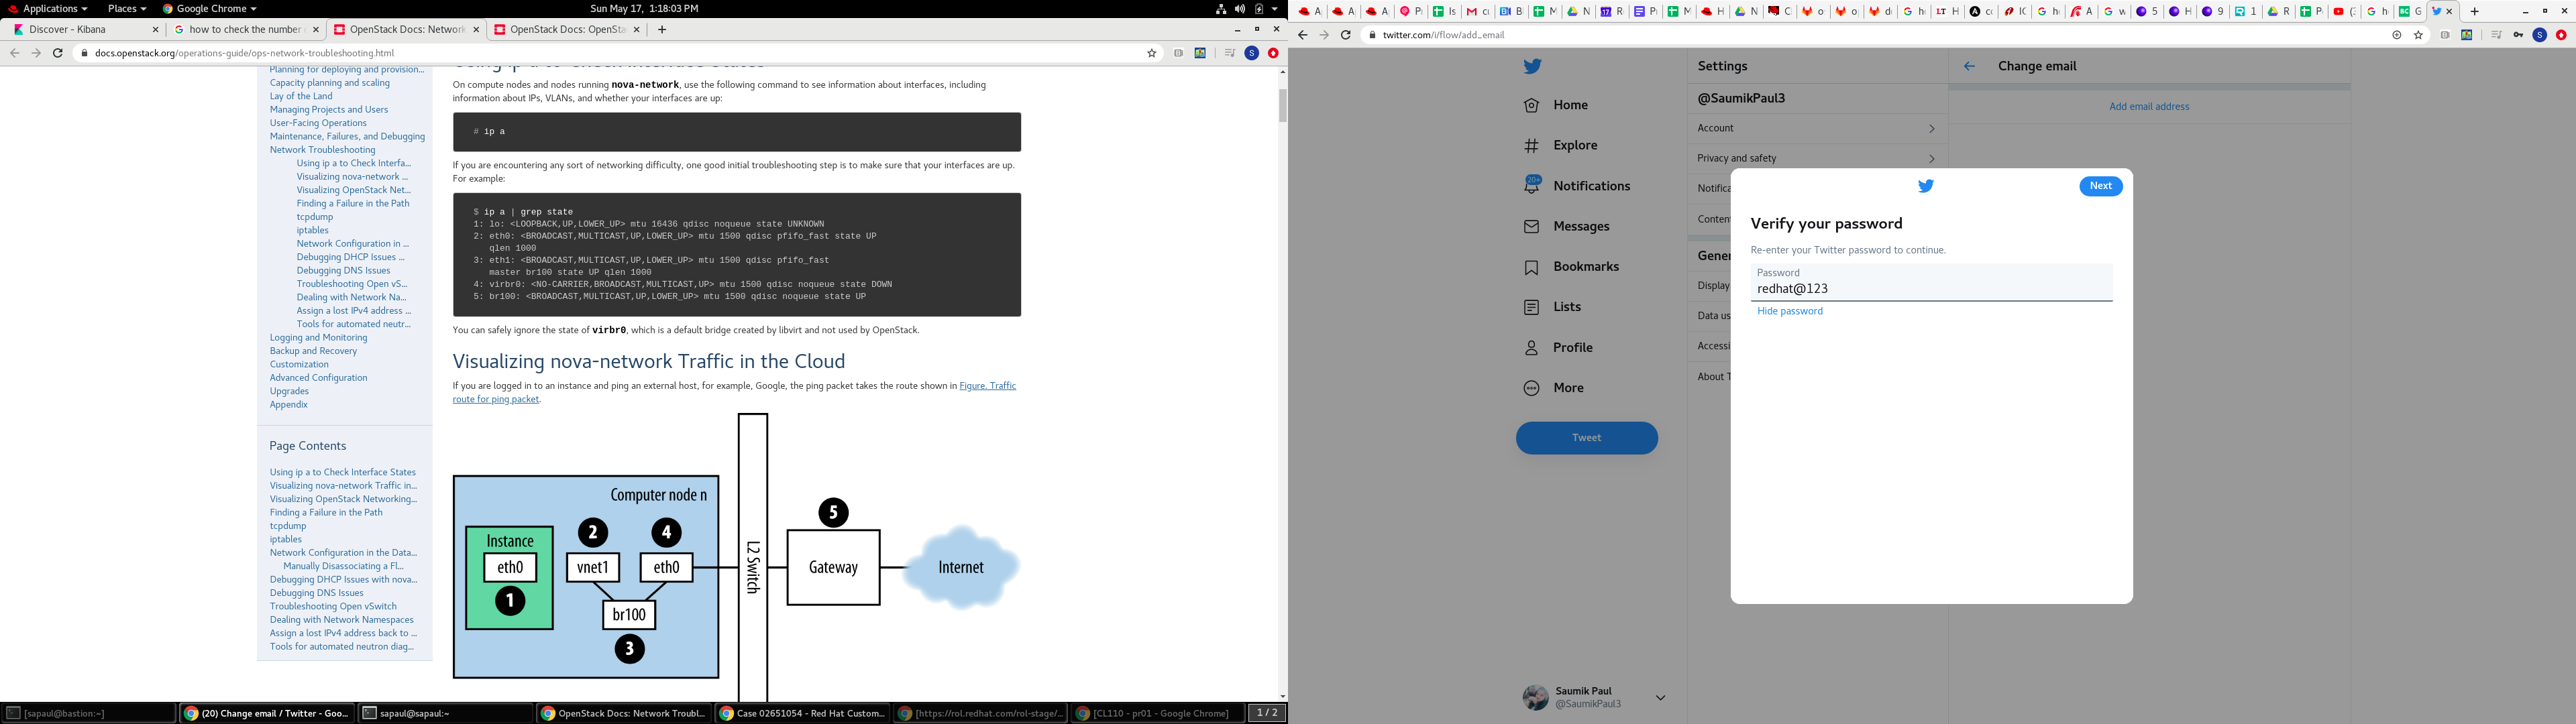 Applications
Places
Google Chrome
Sun May 17, 1:18:03 PM
Discover - Kibana
how to check the number
OpenStack Docs: Network
OpenStack Docs: OpenSta
docs.openstack.org/operations-guide/ops-network-troubleshooting.html
Planning for deploying and provision...
Capacity planning and scaling
Lay of the Land
Managing Projects and Users
User-Facing Operations
Maintenance, Failures, and Debugging
Network Troubleshooting
Using ip a to Check Interfa...
Visualizing nova-network ...
Visualizing OpenStack Net...
Finding a Failure in the Path
tcpdump
iptables
Network Configuration in ...
Debugging DHCP Issues ...
Debugging DNS Issues
Troubleshooting Open vS...
Dealing with Network Na...
Assign a lost IPv4 address ...
Tools for automated neutr...
Logging and Monitoring
Backup and Recovery
Customization
Advanced Configuration
Upgrades
Appendix
Page Contents
Using ip a to Check Interface States
Visualizing nova-network Traffic in...
Visualizing OpenStack Networking...
Finding a Failure in the Path
tcpdump
iptables
Network Configuration in the Data...
Manually Disassociating a Fl...
Debugging DHCP Issues with nova...
Debugging DNS Issues
Troubleshooting Open vSwitch
Dealing with Network Namespaces
Assign a lost IPv4 address back to ...
Tools for automated neutron diag...
Using ip a to Check Interface States
On compute nodes and nodes running nova-network, use the following command to see information about interfaces, including
information about IPs, VLANs, and whether your interfaces are up:
# ip a
If you are encountering any sort of networking difficulty, one good initial troubleshooting step is to make sure that your interfaces are up.
For example:
$ ip a | grep state
1: lo: <LOOPBACK,UP,LOWER_UP> mtu 16436 qdisc noqueue state UNKNOWN
2: eth0: <BROADCAST,MULTICAST,UP,LOWER_UP> mtu 1500 qdisc pfifo_fast state UP
qlen 1000
3: eth1: <BROADCAST,MULTICAST,UP,LOWER_UP> mtu 1500 qdisc pfifo_fast
master br100 state UP qlen 1000
4: virbr0: <NO-CARRIER,BROADCAST,MULTICAST,UP> mtu 1500 qdisc noqueue state DOWN
5: br100: <BROADCAST,MULTICAST,UP,LOWER_UP> mtu 1500 qdisc noqueue state UP
You can safely ignore the state of virbr0, which is a default bridge created by libvirt and not used by OpenStack.
Visualizing nova-network Traffic in the Cloud
If you are logged in to an instance and ping an external host, for example, Google, the ping packet takes the route shown in Figure. Traffic
route for ping packet.
Computer node n
Instance
eth0
1
2
vnet1
4
eth0
br100
3
L2 Switch
5
Gateway
Internet
[sapaul@bastion:~]
(20) Change email / Twitter - Goo...
sapaul@sapaul:~
OpenStack Docs: Network Troubl...
Case 02651054 - Red Hat Custom...
[https://rol.redhat.com/rol-stage/...
[CL110 - pr01 - Google Chrome]
1 / 2
twitter.com/i/flow/add_email
Home
Explore
20+
Notifications
Messages
Bookmarks
Lists
Profile
More
Tweet
Saumik Paul
@SaumikPaul3
Settings
@SaumikPaul3
Account
Privacy and safety
Notifica
Content
Gener
Display
Data us
Accessi
About T
Change email
Add email address
Next
Verify your password
Re-enter your Twitter password to continue.
Password
redhat@123
Hide password